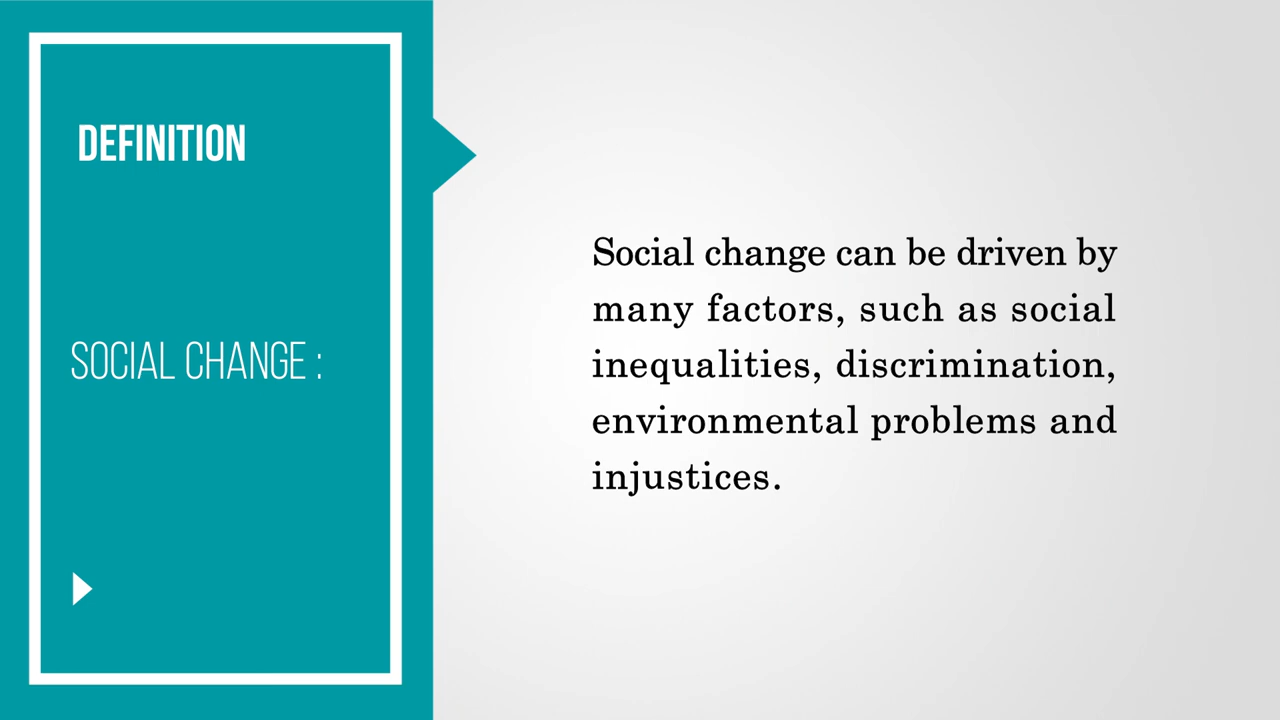 DEFINITION
SOCIAL CHANGE :
Social change can be driven by
many factors, such as social
inequalities, discrimination,
environmental problems and
injustices.